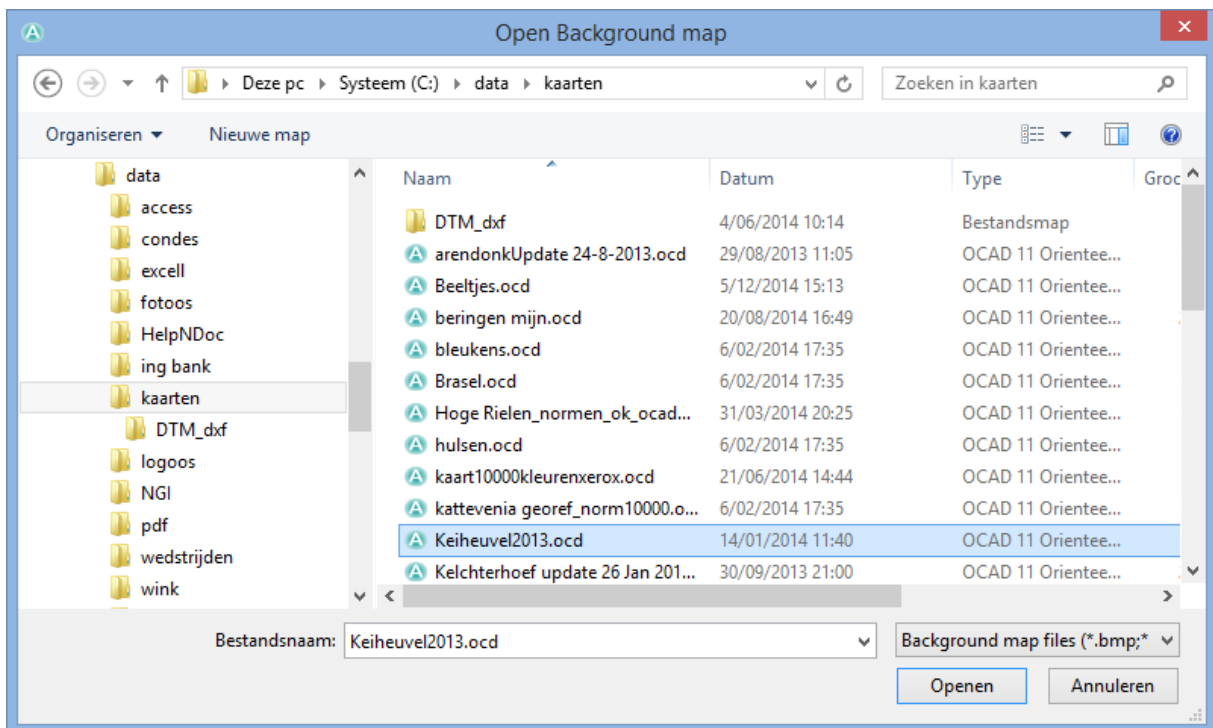 Open Background map
Deze pc Systeem (C:) data kaarten
Zoeken in kaarten
Organiseren Nieuwe map
data
access
condes
excell
fotoos
HelpNDoc
ing bank
kaarten
DTM_dxf
logoos
NGI
pdf
wedstrijden
wink
Naam Datum Type Groc
DTM_dxf 4/06/2014 10:14 Bestandsmap
arendonkUpdate 24-8-2013.ocd 29/08/2013 11:05 OCAD 11 Orientee...
Beeltjes.ocd 5/12/2014 15:13 OCAD 11 Orientee...
beringen mijn.ocd 20/08/2014 16:49 OCAD 11 Orientee...
bleukens.ocd 6/02/2014 17:35 OCAD 11 Orientee...
Brasel.ocd 6/02/2014 17:35 OCAD 11 Orientee...
Hoge Rielen_normen_ok_ocad... 31/03/2014 20:25 OCAD 11 Orientee...
hulsen.ocd 6/02/2014 17:35 OCAD 11 Orientee...
kaart10000kleurenxerox.ocd 21/06/2014 14:44 OCAD 11 Orientee...
kattevenia georef_norm10000.o... 6/02/2014 17:35 OCAD 11 Orientee...
Keiheuvel2013.ocd 14/01/2014 11:40 OCAD 11 Orientee...
Kelchterhoef update 26 Jan 201... 30/09/2013 21:00 OCAD 11 Orientee...
Bestandsnaam: Keiheuvel2013.ocd Background map files (*.bmp;*
Openen Annuleren